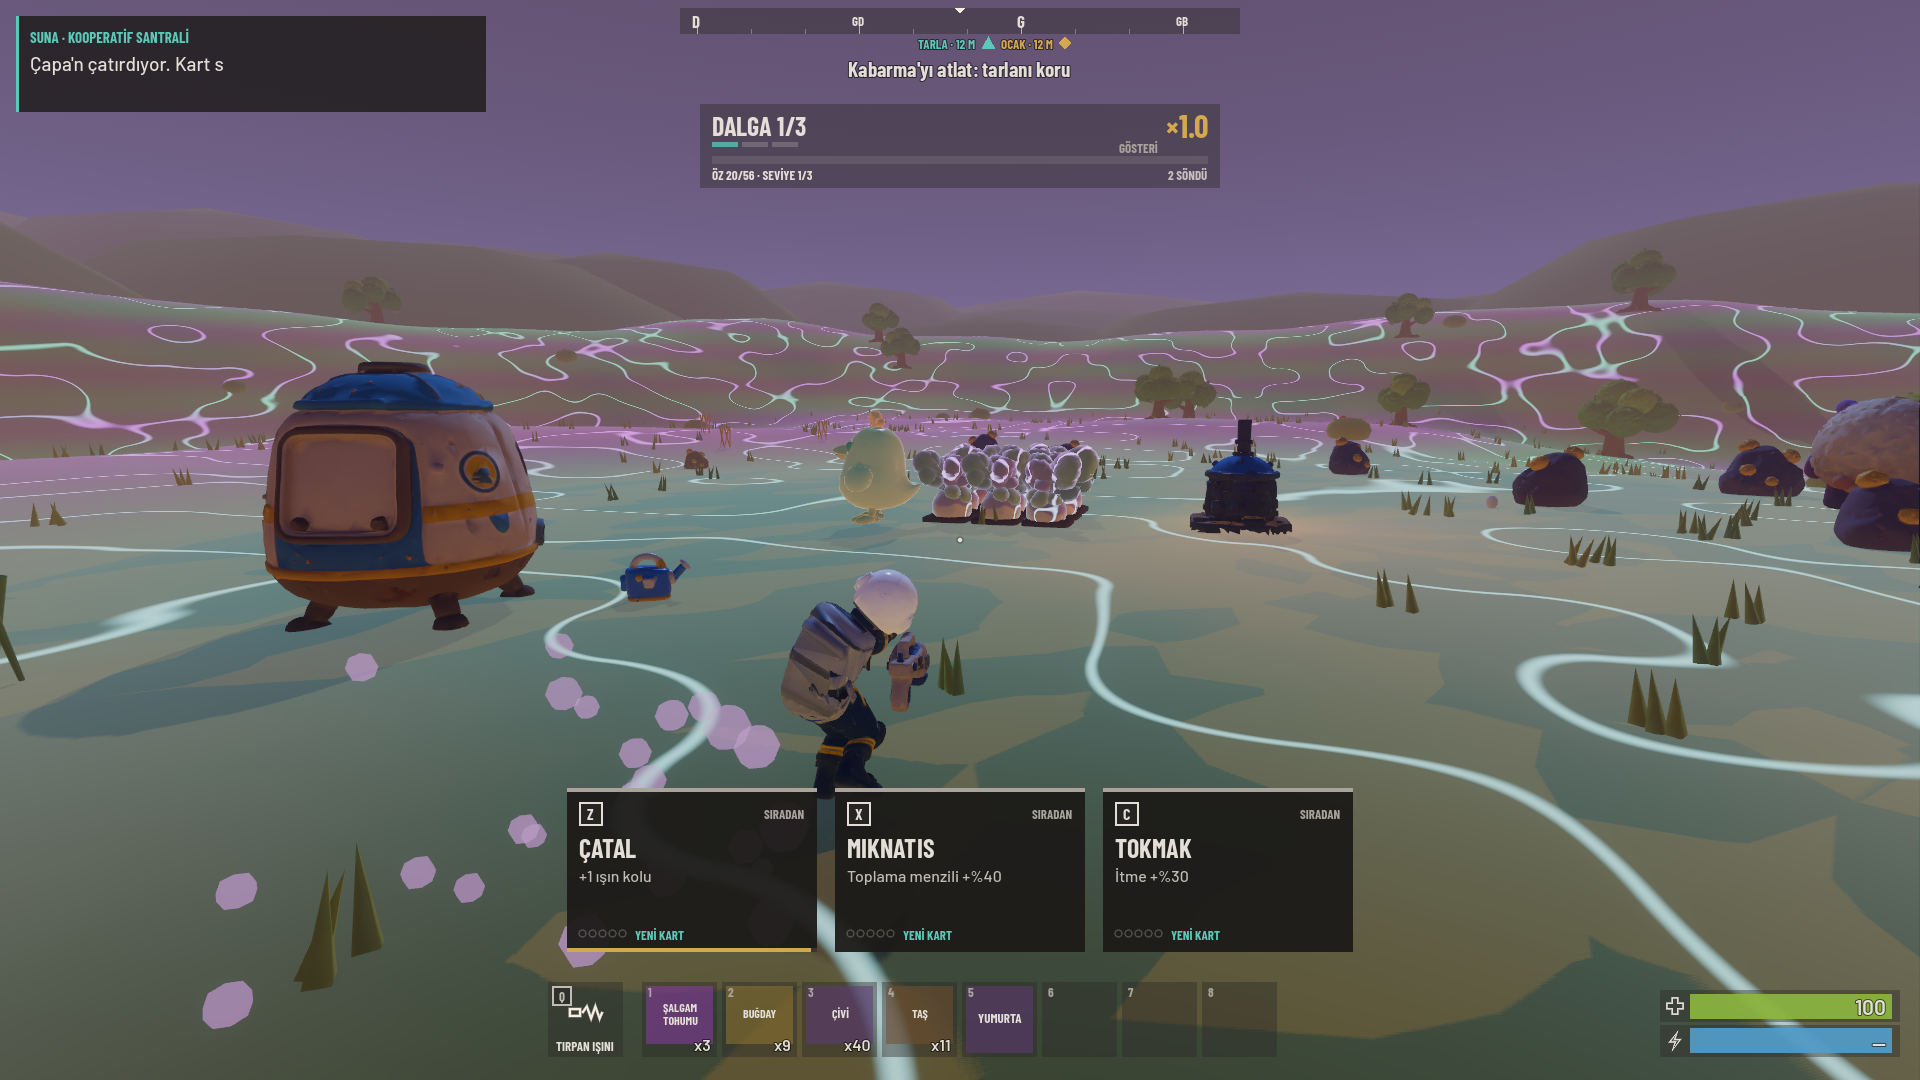 SUNA · KOOPERATİF SANTRALİ
Çapa'n çatırdıyor. Kart s
D GD G GB
TARLA · 12 M OCAK · 12 M
Kabarma'yı atlat: tarlanı koru
DALGA 1/3
×1.0
GÖSTERİ
ÖZ 20/56 · SEVİYE 1/3
2 SÖNDÜ
Z SIRADAN
ÇATAL
+1 ışın kolu
YENİ KART
X SIRADAN
MIKNATIS
Toplama menzili +%40
YENİ KART
C SIRADAN
TOKMAK
İtme +%30
YENİ KART
Q
TIRPAN IŞINI
1
ŞALGAM
TOHUMU
x3
2
BUĞDAY
x9
3
ÇİVİ
x40
4
TAŞ
x11
5
YUMURTA
6
7
8
100
—